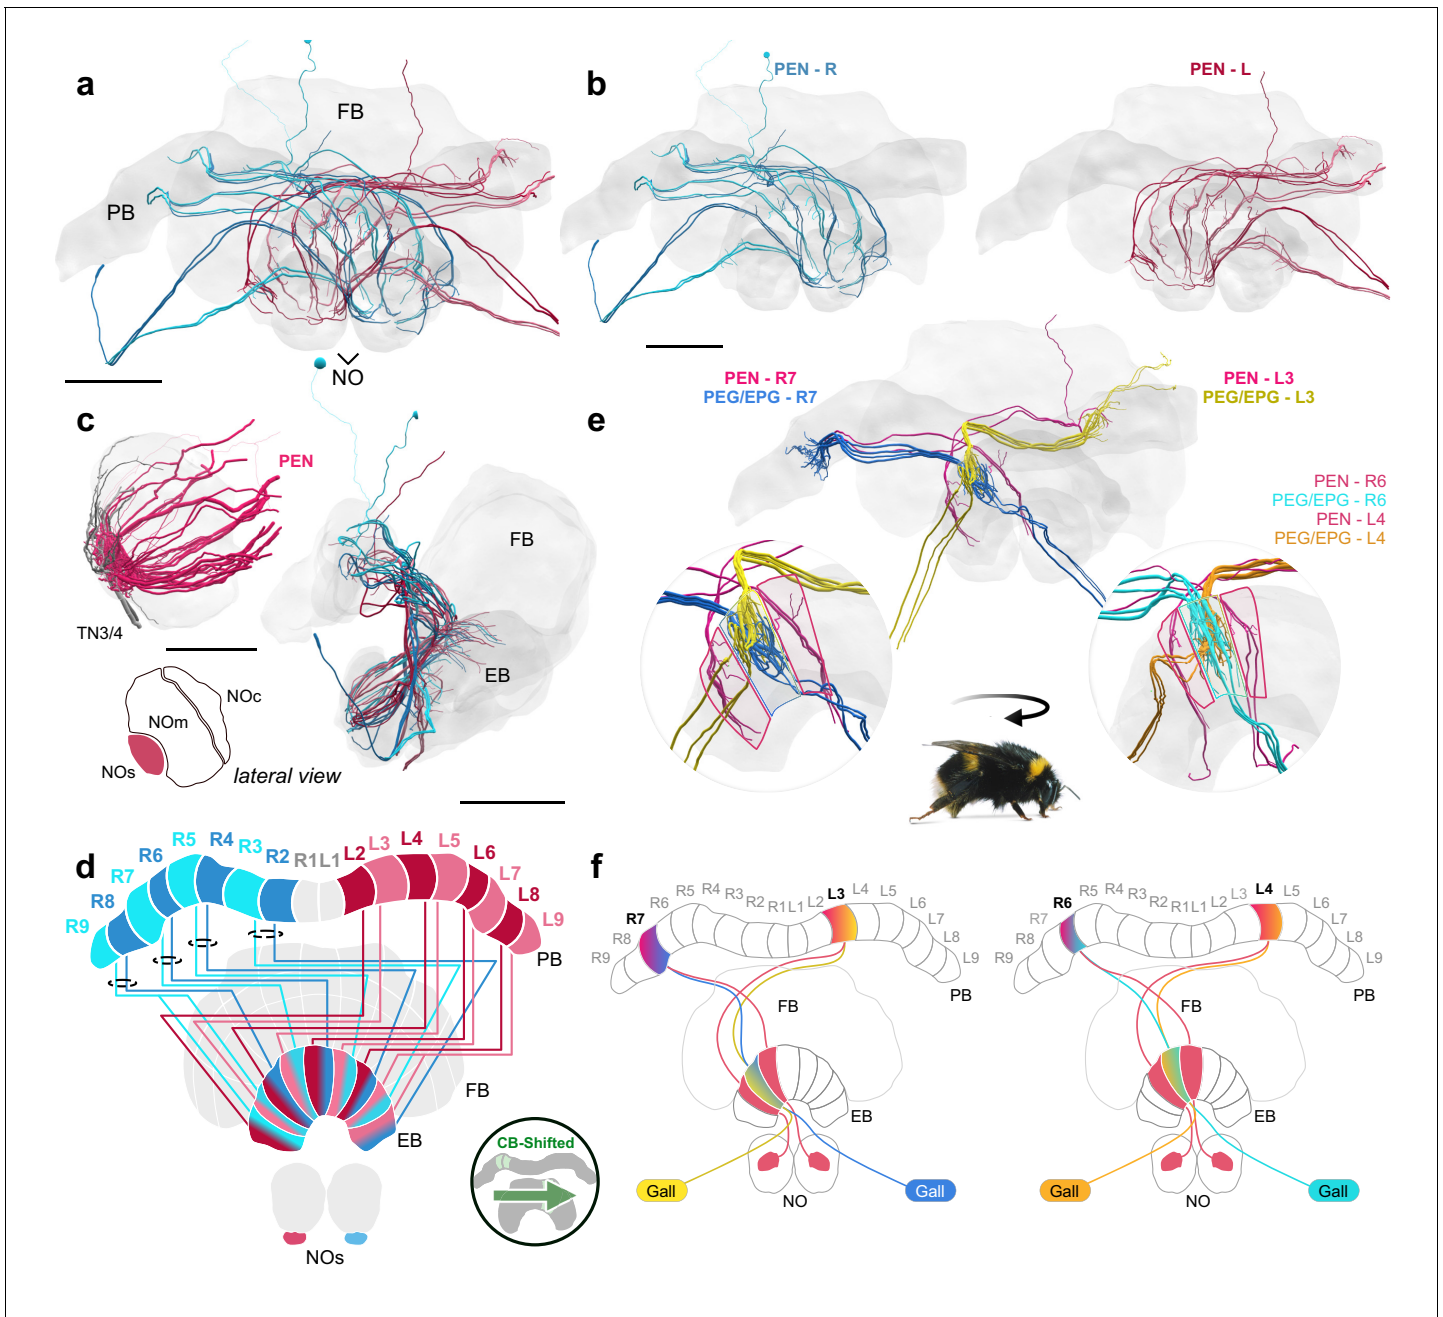 a
FB
PB
NO
b
PEN - R
PEN - L
c
PEN
TN3/4
NOc
NOm
NOs
lateral view
FB
EB
e
PEN - R7
PEG/EPG - R7
PEN - L3
PEG/EPG - L3
PEN - R6
PEG/EPG - R6
PEN - L4
PEG/EPG - L4
d
R9
R8
R7
R6
R5
R4
R3
R2
R1
L1
L2
L3
L4
L5
L6
L7
L8
L9
PB
FB
EB
NOs
CB-Shifted
f
R9
R8
R7
R6
R5
R4
R3
R2
R1
L1
L2
L3
L4
L5
L6
L7
L8
L9
PB
FB
EB
Gall
Gall
NO
R9
R8
R7
R6
R5
R4
R3
R2
R1
L1
L2
L3
L4
L5
L6
L7
L8
L9
PB
FB
EB
Gall
Gall
NO